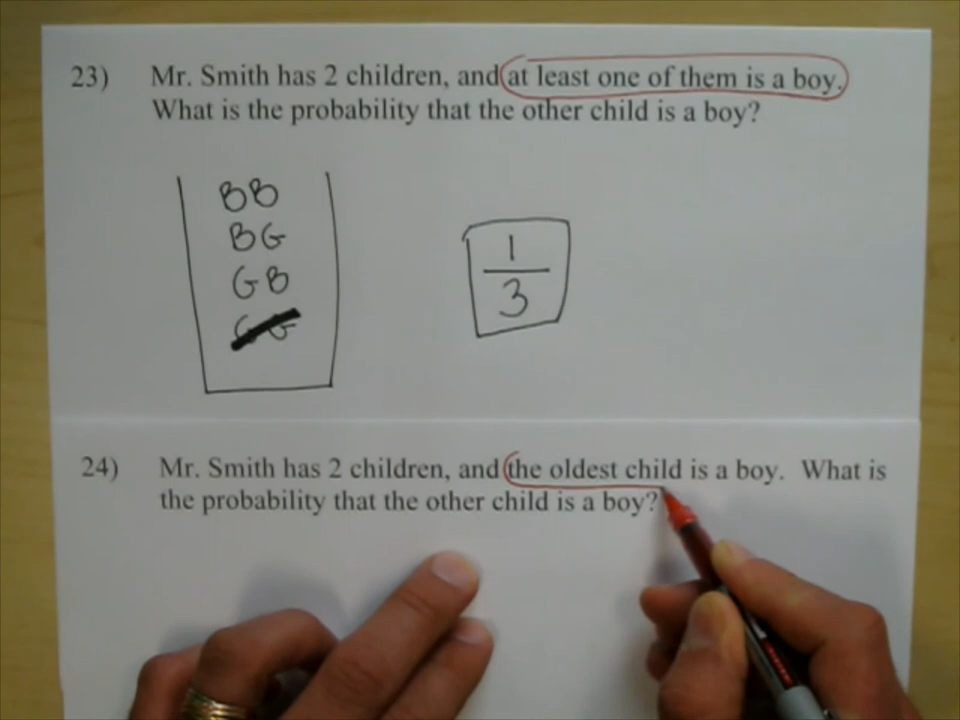 23) Mr. Smith has 2 children, and at least one of them is a boy.
What is the probability that the other child is a boy?
BB
BG
GB
GG
1
3
24) Mr. Smith has 2 children, and the oldest child is a boy. What is
the probability that the other child is a boy?